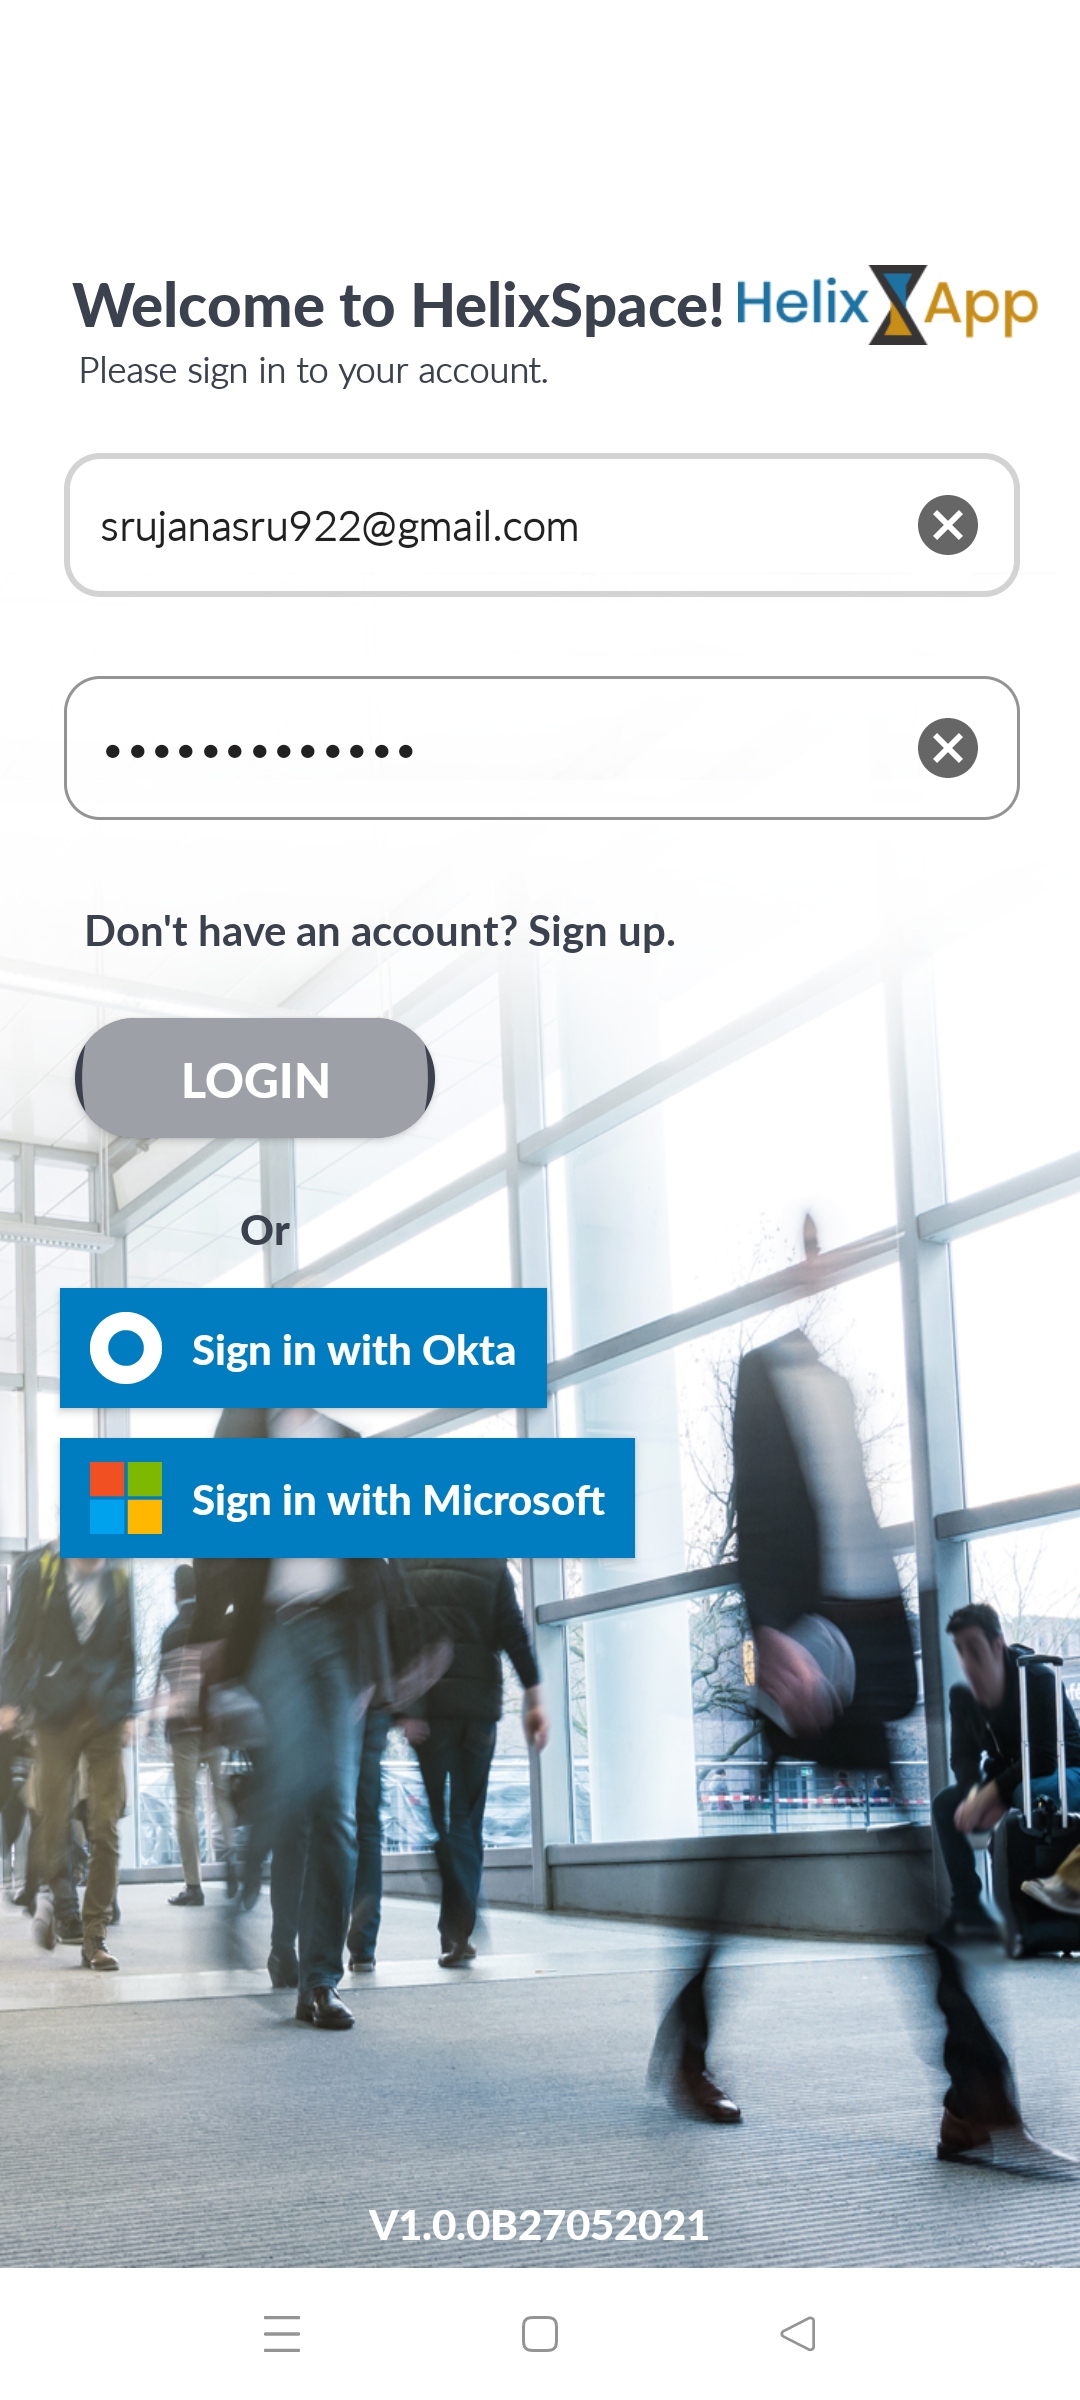 Welcome to HelixSpace! Helix App
Please sign in to your account.
srujanasru922@gmail.com
•••••••••••••
Don't have an account? Sign up.
LOGIN
Or
Sign in with Okta
Sign in with Microsoft
V1.0.0B27052021